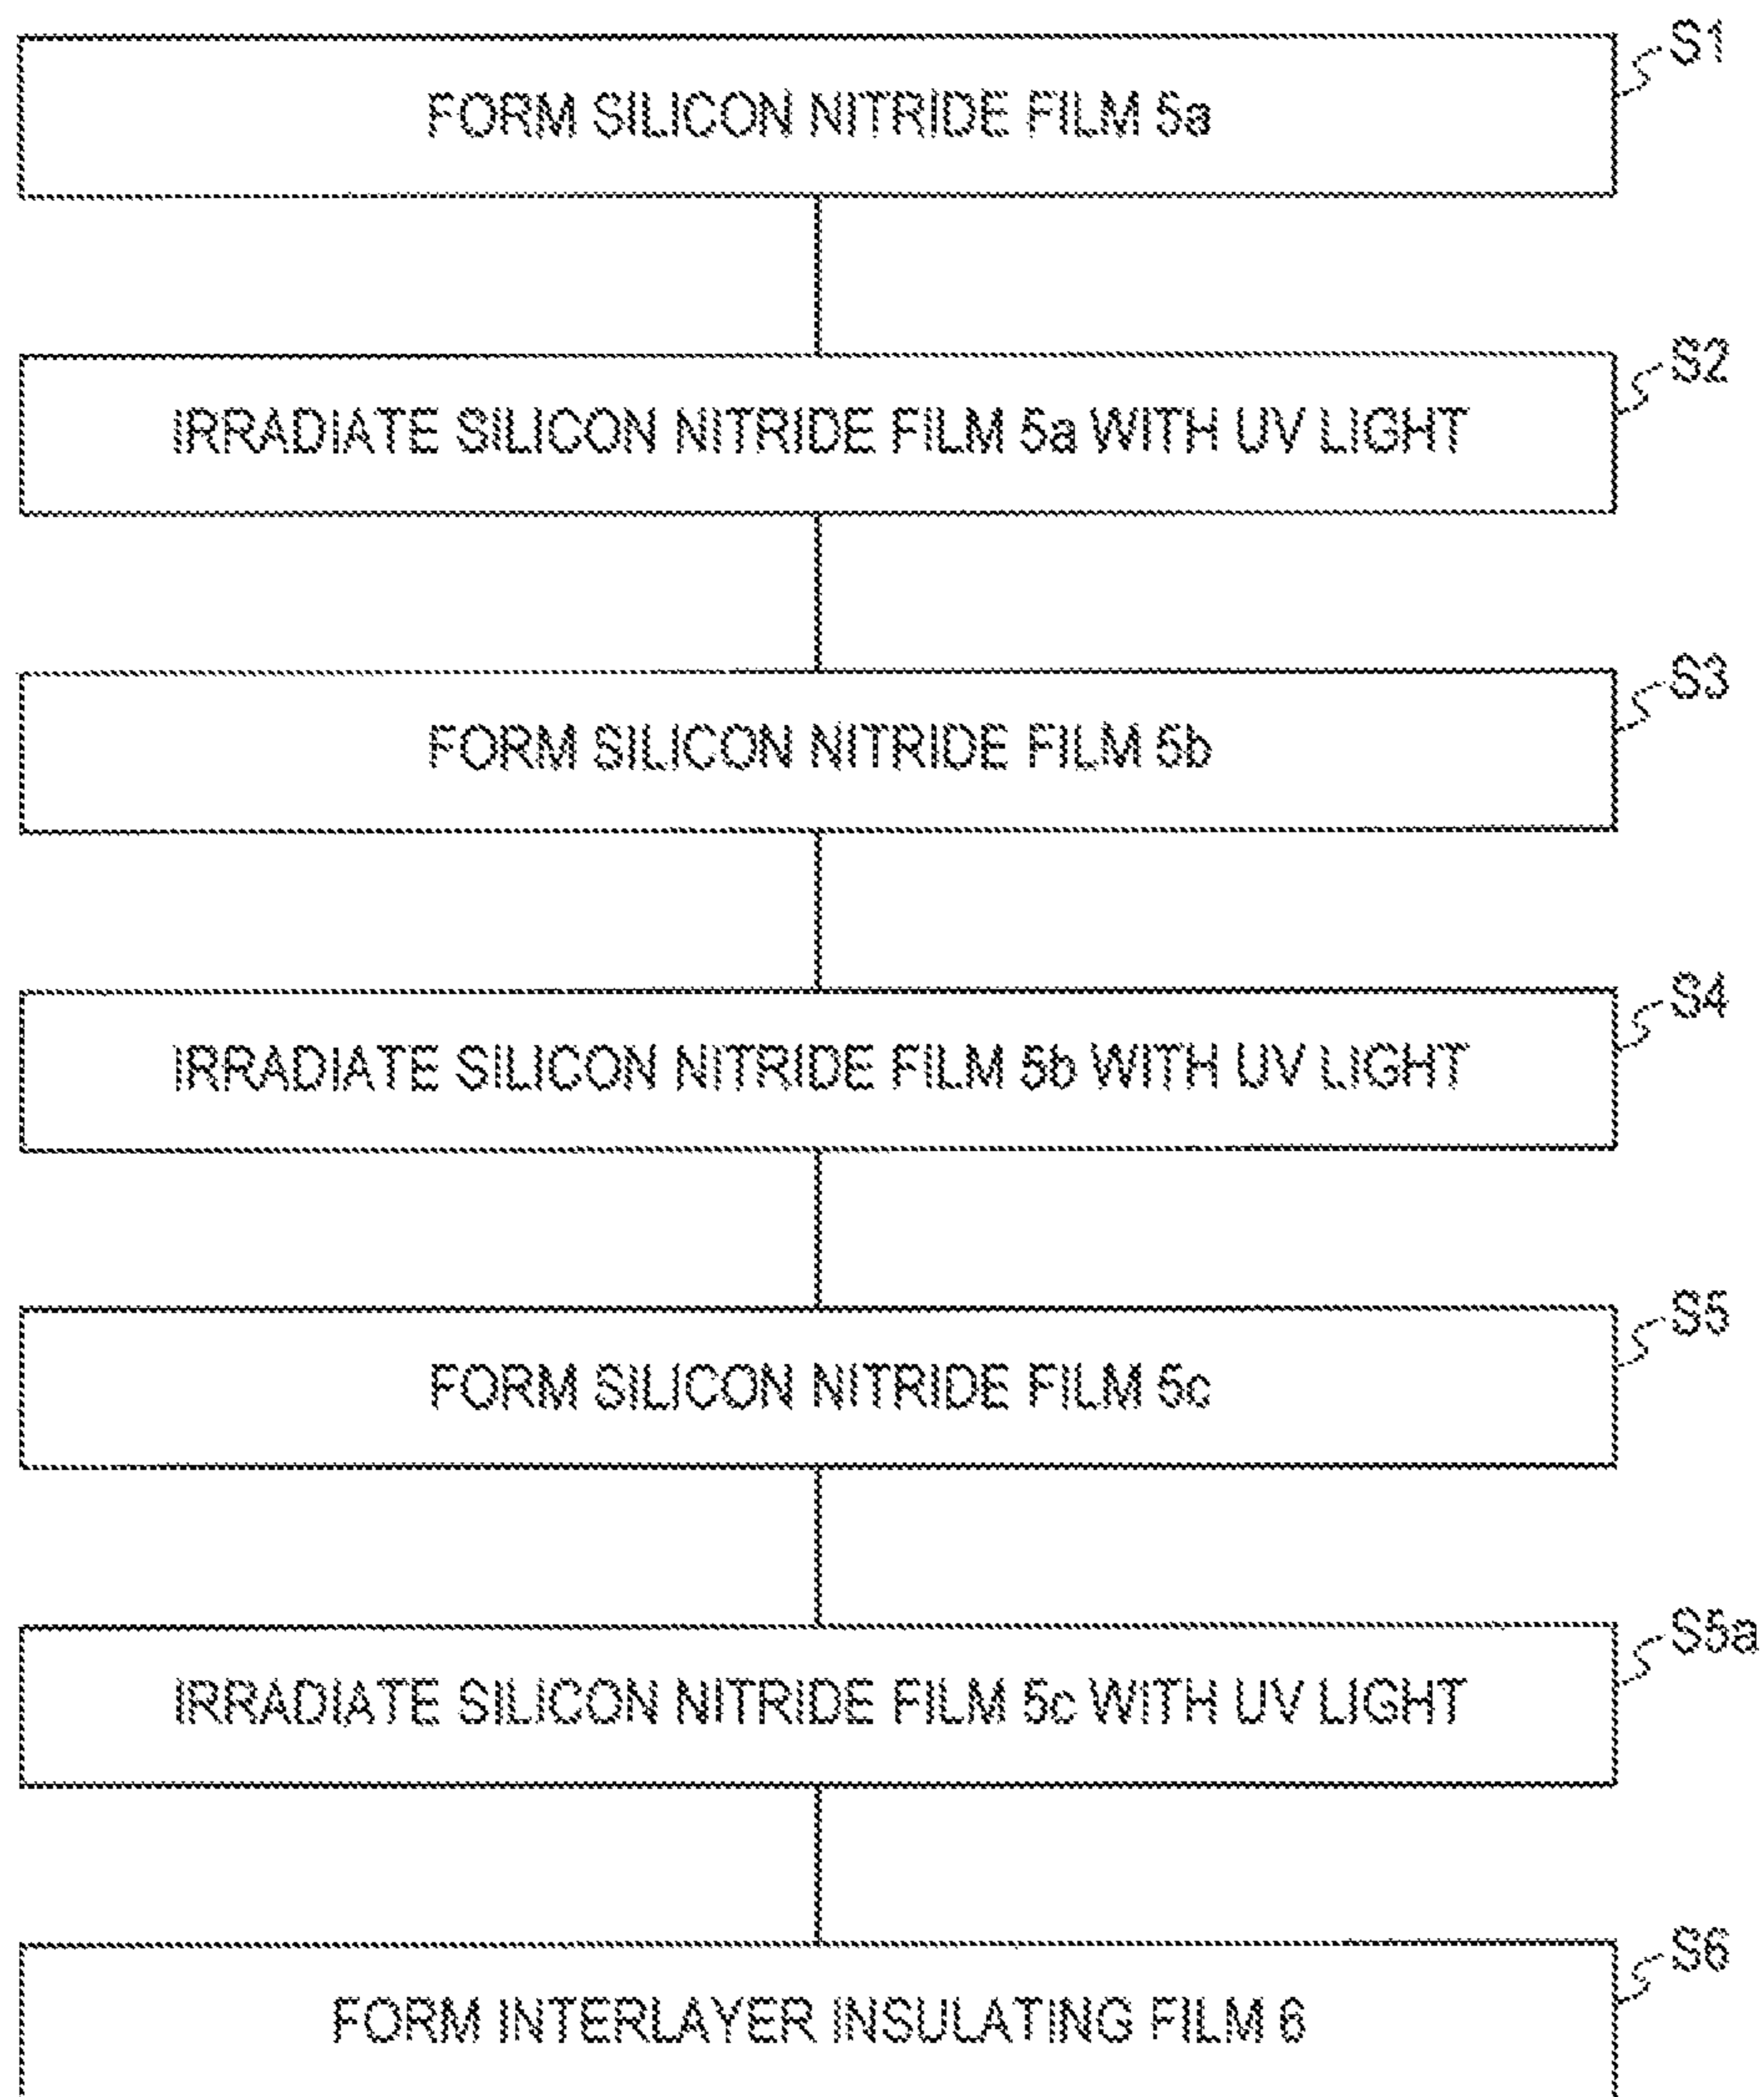 S1
FORM SILICON NITRIDE FILM 5a
S2
IRRADIATE SILICON NITRIDE FILM 5a WITH UV LIGHT
S3
FORM SILICON NITRIDE FILM 5b
S4
IRRADIATE SILICON NITRIDE FILM 5b WITH UV LIGHT
S5
FORM SILICON NITRIDE FILM 5c
S5a
IRRADIATE SILICON NITRIDE FILM 5c WITH UV LIGHT
S6
FORM INTERLAYER INSULATING FILM 6